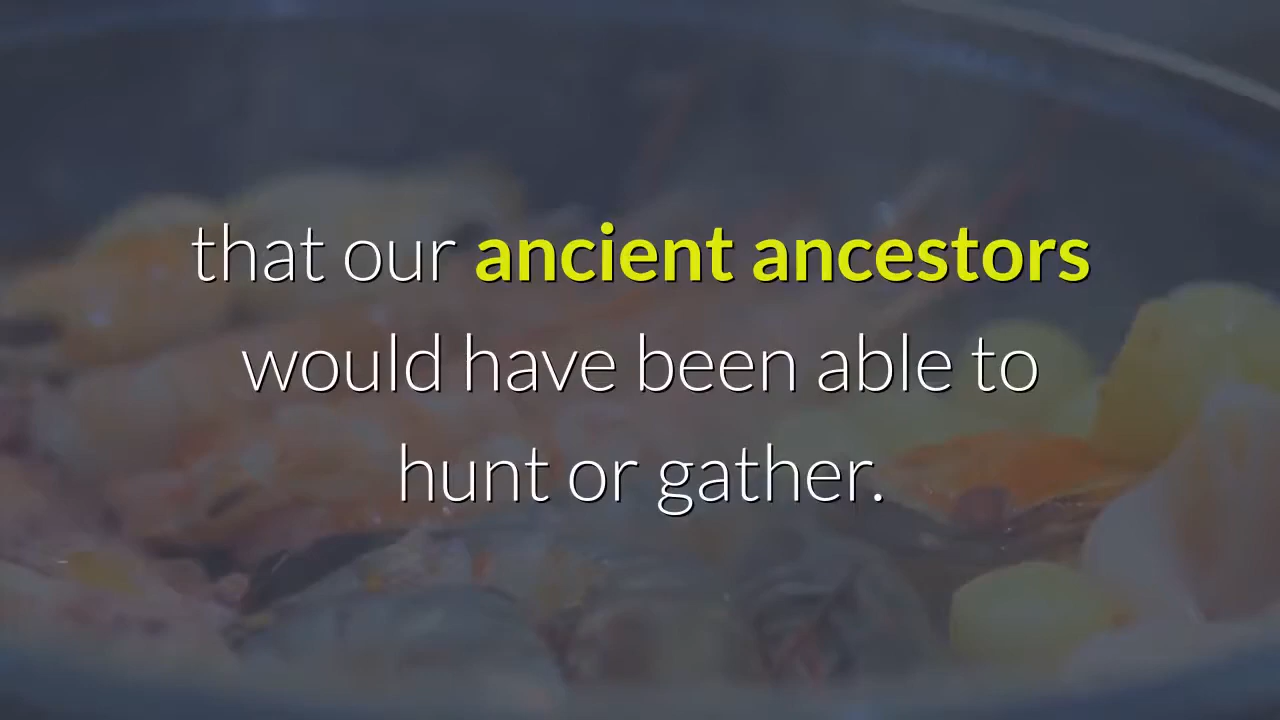 that our ancient ancestors
would have been able to
hunt or gather.